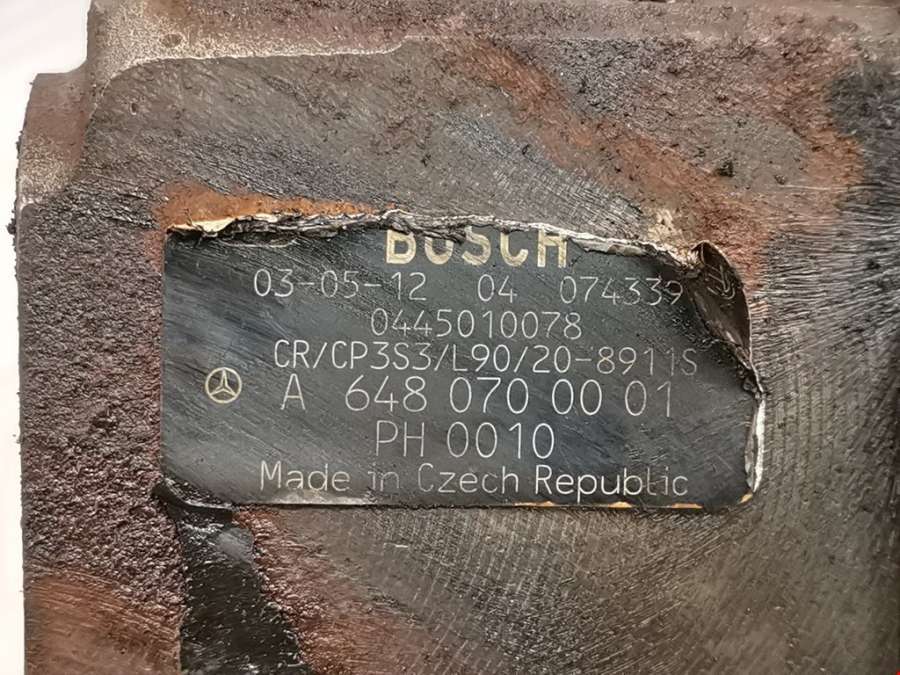 BOSCH
03-05-12 04 074339
0445010078
CR/CP3S3/L90/20-8911S
A 648 070 00 01
PH 0010
Made in Czech Republic